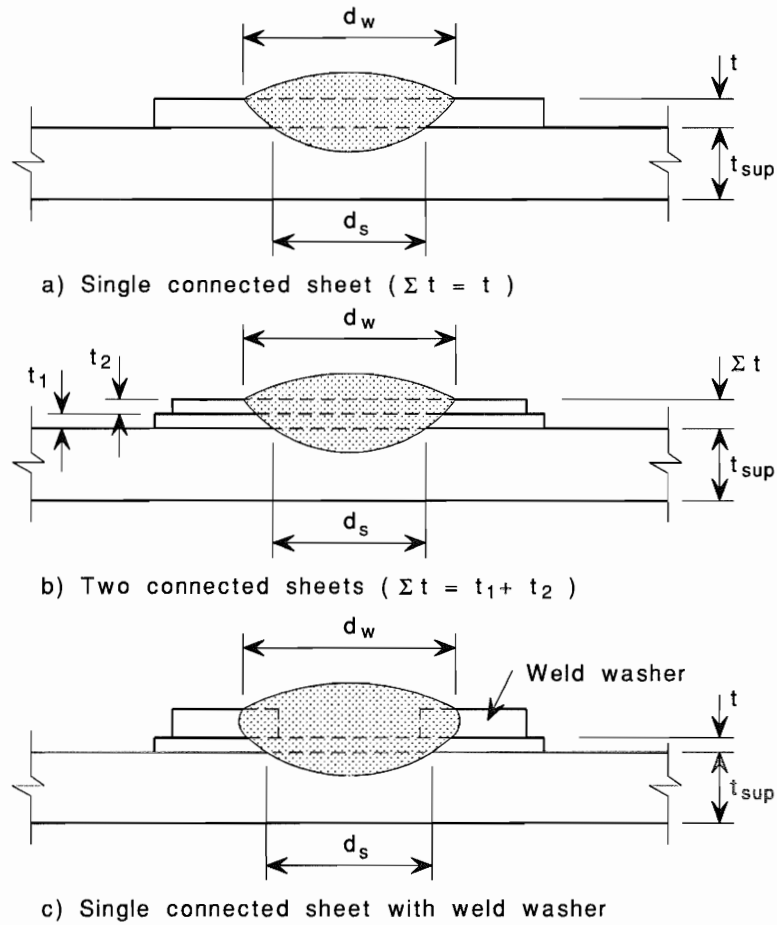 d_w
t
t_sup
d_s
a) Single connected sheet ( Σ t = t )
d_w
t_1
t_2
Σ t
t_sup
d_s
b) Two connected sheets ( Σ t = t_1+ t_2 )
d_w
Weld washer
t
t_sup
d_s
c) Single connected sheet with weld washer